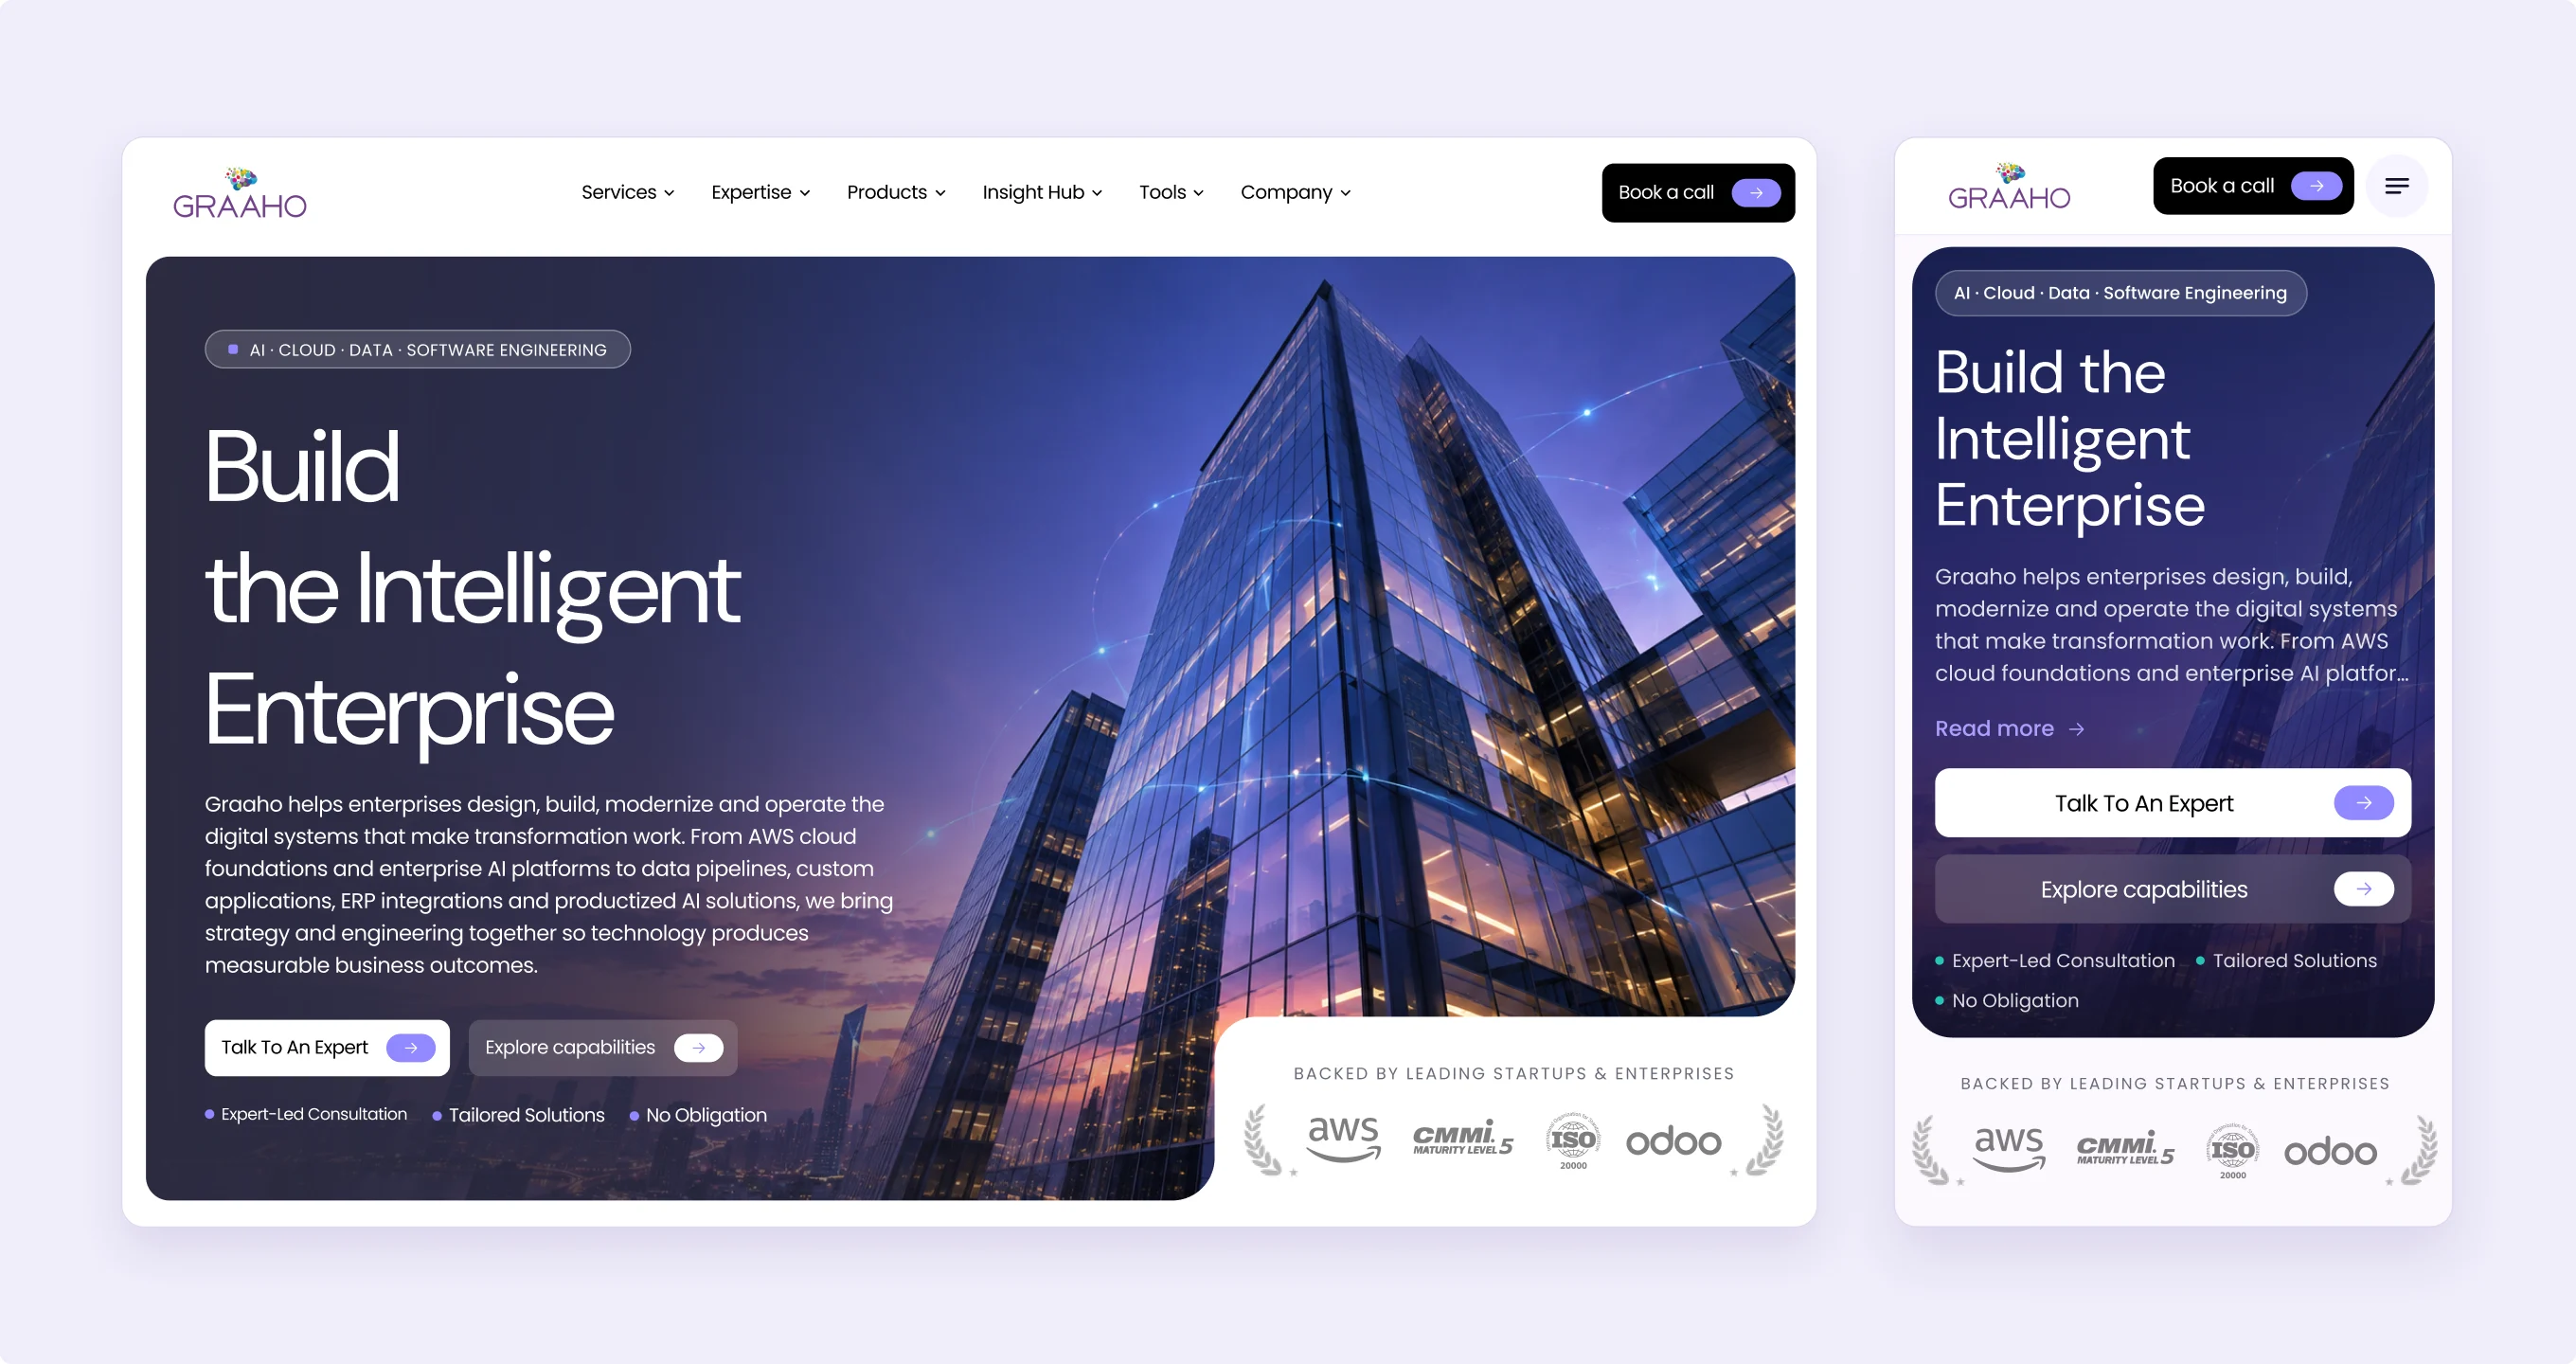 GRAAHO
Services
Expertise
Products
Insight Hub
Tools
Company
Book a call
AI · CLOUD · DATA · SOFTWARE ENGINEERING
Build
the Intelligent
Enterprise
Graaho helps enterprises design, build, modernize and operate the
digital systems that make transformation work. From AWS cloud
foundations and enterprise AI platforms to data pipelines, custom
applications, ERP integrations and productized AI solutions, we bring
strategy and engineering together so technology produces
measurable business outcomes.
Talk To An Expert
Explore capabilities
Expert-Led Consultation
Tailored Solutions
No Obligation
BACKED BY LEADING STARTUPS & ENTERPRISES
aws
CMMi. 5
MATURITY LEVEL
ISO
20000
odoo
GRAAHO
Book a call
AI · Cloud · Data · Software Engineering
Build the
Intelligent
Enterprise
Graaho helps enterprises design, build,
modernize and operate the digital systems
that make transformation work. From AWS
cloud foundations and enterprise AI platfor...
Read more
Talk To An Expert
Explore capabilities
Expert-Led Consultation
Tailored Solutions
No Obligation
BACKED BY LEADING STARTUPS & ENTERPRISES
aws
CMMi. 5
MATURITY LEVEL
ISO
20000
odoo